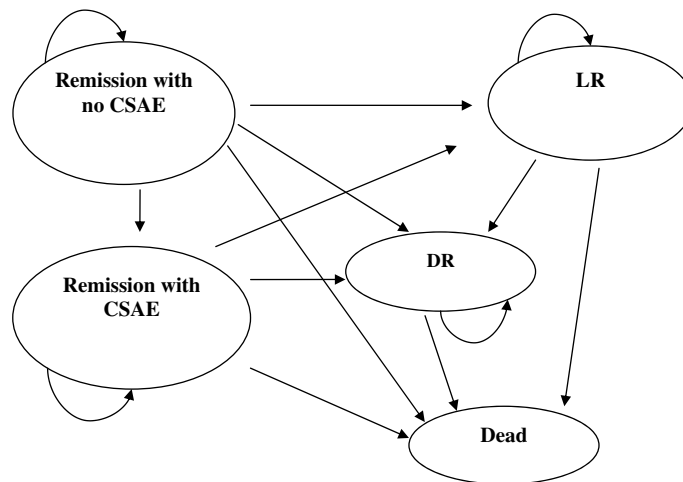 Remission with
no CSAE
LR
DR
Remission with
CSAE
Dead